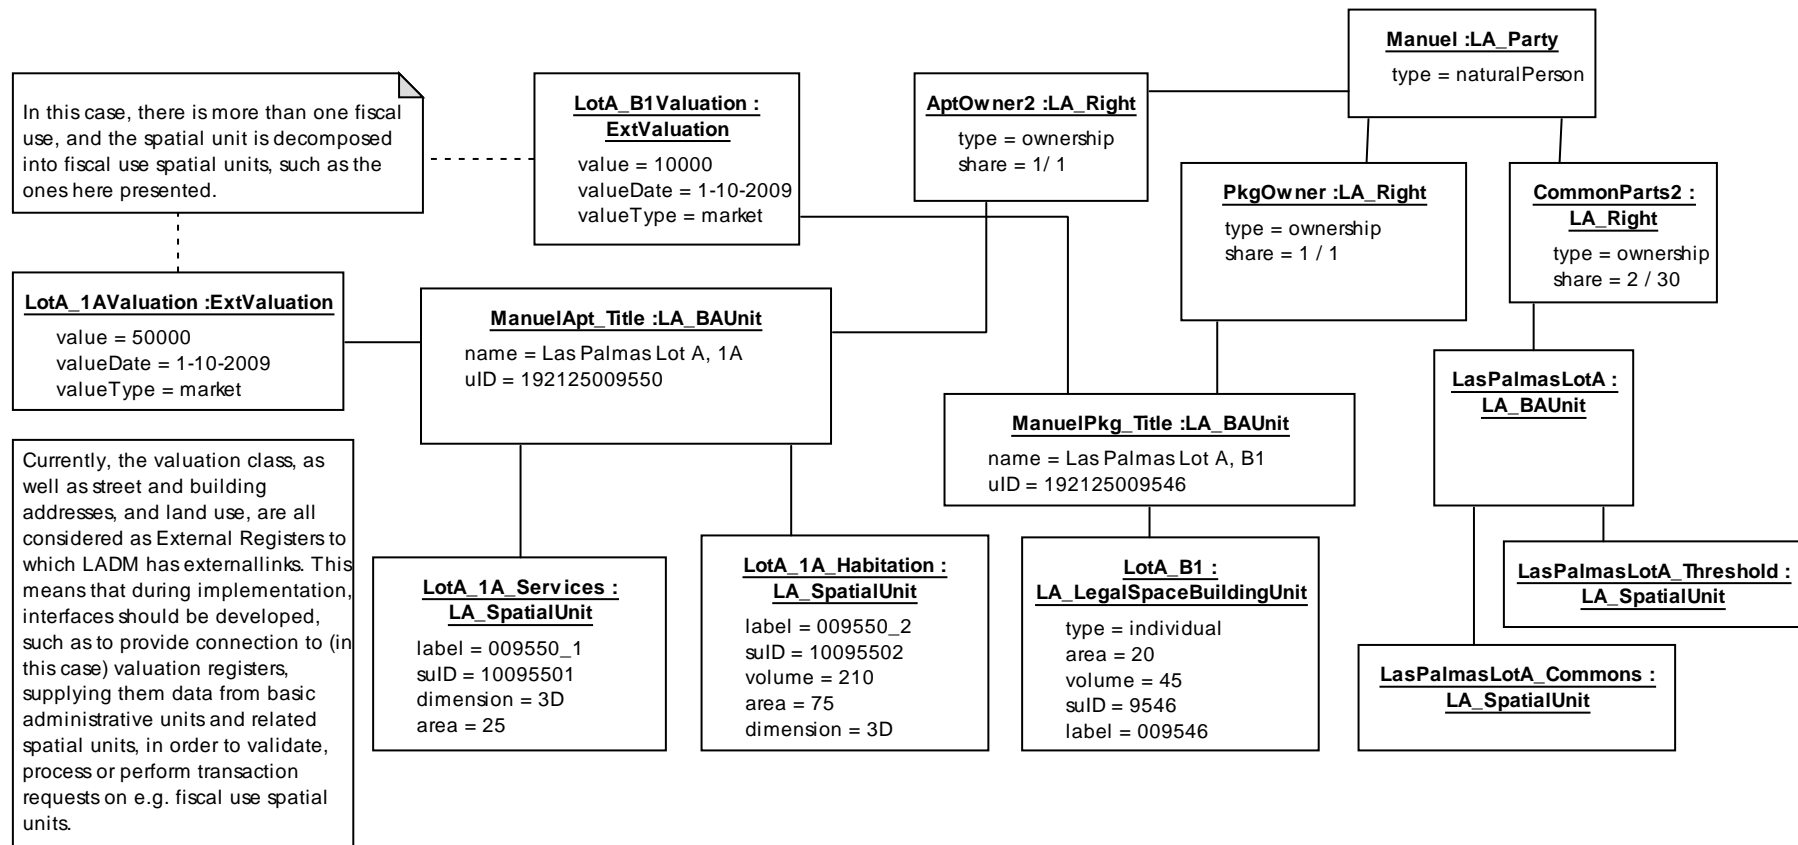 Manuel :LA_Party
type = naturalPerson
In this case, there is more than one fiscal
use, and the spatial unit is decomposed
into fiscal use spatial units, such as the
ones here presented.
LotA_B1Valuation :
ExtValuation
value = 10000
valueDate = 1-10-2009
valueType = market
AptOwner2 :LA_Right
type = ownership
share = 1/ 1
PkgOwner :LA_Right
type = ownership
share = 1 / 1
CommonParts2 :
LA_Right
type = ownership
share = 2 / 30
LotA_1AValuation :ExtValuation
value = 50000
valueDate = 1-10-2009
valueType = market
ManuelApt_Title :LA_BAUnit
name = Las Palmas Lot A, 1A
uID = 192125009550
LasPalmasLotA :
LA_BAUnit
ManuelPkg_Title :LA_BAUnit
name = Las Palmas Lot A, B1
uID = 192125009546
Currently, the valuation class, as
well as street and building
addresses, and land use, are all
considered as External Registers to
which LADM has externallinks. This
means that during implementation,
interfaces should be developed,
such as to provide connection to (in
this case) valuation registers,
supplying them data from basic
administrative units and related
spatial units, in order to validate,
process or perform transaction
requests on e.g. fiscal use spatial
units.
LotA_1A_Services :
LA_SpatialUnit
label = 009550_1
suID = 10095501
dimension = 3D
area = 25
LotA_1A_Habitation :
LA_SpatialUnit
label = 009550_2
suID = 10095502
volume = 210
area = 75
dimension = 3D
LotA_B1 :
LA_LegalSpaceBuildingUnit
type = individual
area = 20
volume = 45
suID = 9546
label = 009546
LasPalmasLotA_Threshold :
LA_SpatialUnit
LasPalmasLotA_Commons :
LA_SpatialUnit